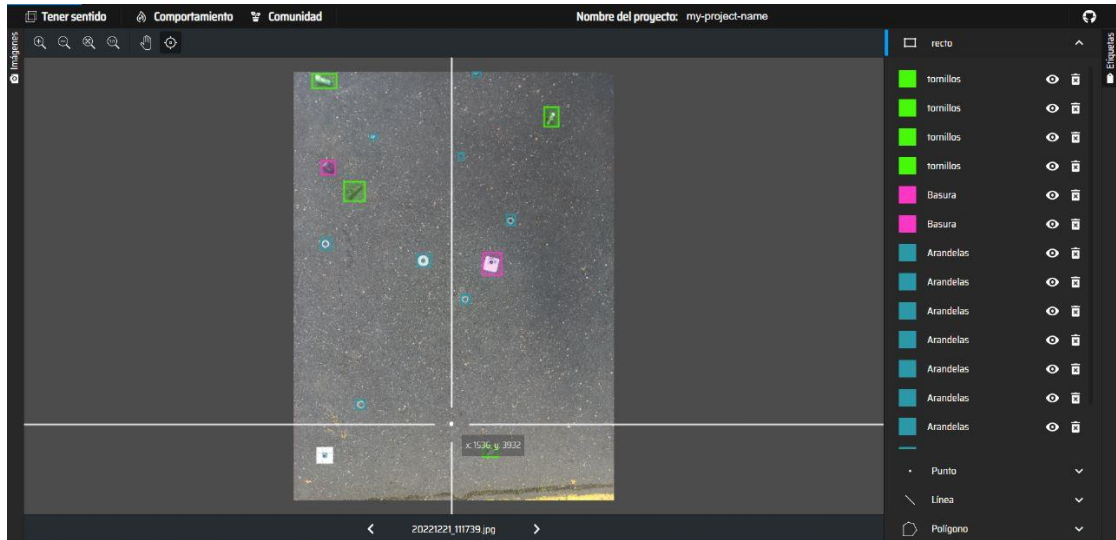 Tener sentido Comportamiento Comunidad Nombre del proyecto: my-project-name
Imágenes
Etiquetas
recto
tornillos
tornillos
tornillos
tornillos
Basura
Basura
Arandelas
Arandelas
Arandelas
Arandelas
Arandelas
Arandelas
Arandelas
x: 1536, y: 3932
Punto
Línea
Polígono
20221221_111739.jpg